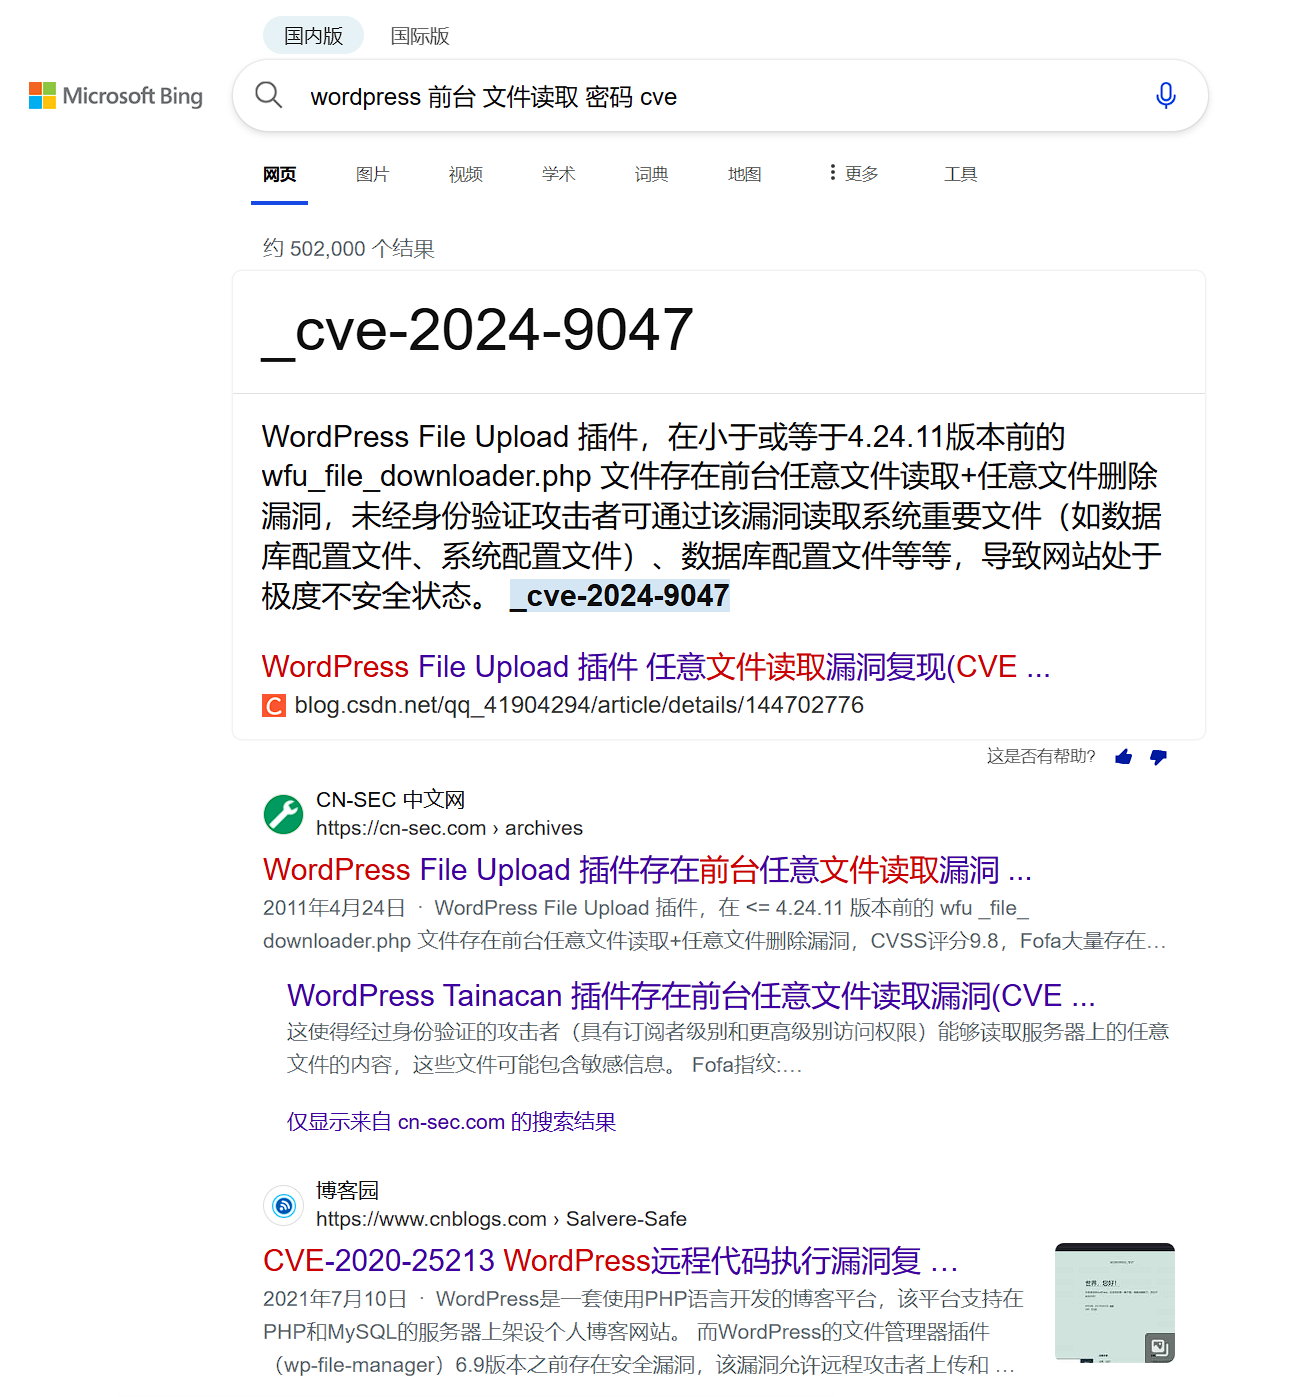 国内版 国际版
Microsoft Bing
wordpress 前台 文件读取 密码 cve
网页 图片 视频 学术 词典 地图 更多 工具
约 502,000 个结果
_cve-2024-9047
WordPress File Upload 插件，在小于或等于4.24.11版本前的
wfu_file_downloader.php 文件存在前台任意文件读取+任意文件删除
漏洞，未经身份验证攻击者可通过该漏洞读取系统重要文件（如数据
库配置文件、系统配置文件）、数据库配置文件等等，导致网站处于
极度不安全状态。 _cve-2024-9047
WordPress File Upload 插件 任意文件读取漏洞复现(CVE ...
blog.csdn.net/qq_41904294/article/details/144702776
这是否有帮助?
CN-SEC 中文网
https://cn-sec.com › archives
WordPress File Upload 插件存在前台任意文件读取漏洞 ...
2011年4月24日 · WordPress File Upload 插件，在 <= 4.24.11 版本前的 wfu _file_
downloader.php 文件存在前台任意文件读取+任意文件删除漏洞，CVSS评分9.8，Fofa大量存在…
WordPress Tainacan 插件存在前台任意文件读取漏洞(CVE ...
这使得经过身份验证的攻击者（具有订阅者级别和更高级别访问权限）能够读取服务器上的任意
文件的内容，这些文件可能包含敏感信息。 Fofa指纹:…
仅显示来自 cn-sec.com 的搜索结果
博客园
https://www.cnblogs.com › Salvere-Safe
CVE-2020-25213 WordPress远程代码执行漏洞复 …
2021年7月10日 · WordPress是一套使用PHP语言开发的博客平台，该平台支持在
PHP和MySQL的服务器上架设个人博客网站。 而WordPress的文件管理器插件
（wp-file-manager）6.9版本之前存在安全漏洞，该漏洞允许远程攻击者上传和 …
世界，您好！